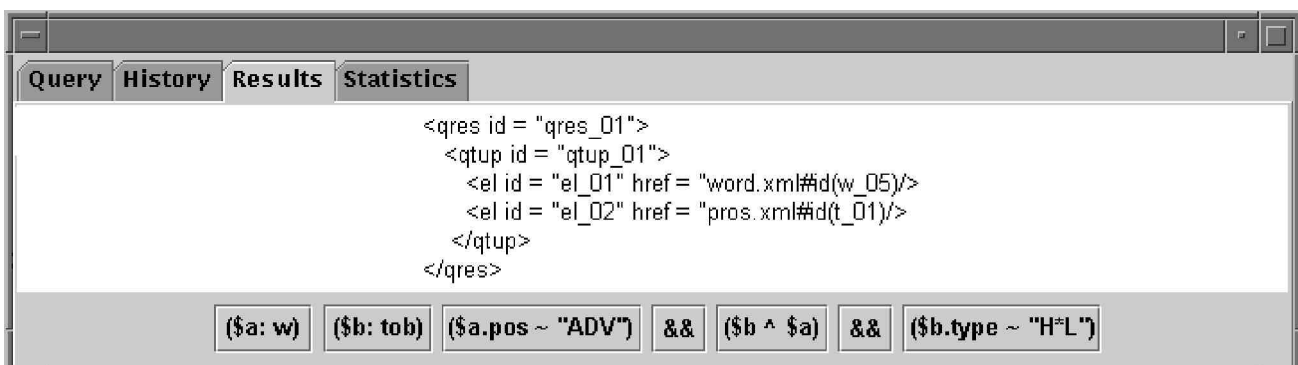 Query History Results Statistics
<qres id = "qres_01">
<qtup id = "qtup_01">
<el id = "el_01" href = "word.xml#id(w_05)/>
<el id = "el_02" href = "pros.xml#id(t_01)/>
</qtup>
</qres>
($a: w) ($b: tob) ($a.pos ~ "ADV") && ($b ^ $a) && ($b.type ~ "H*L")